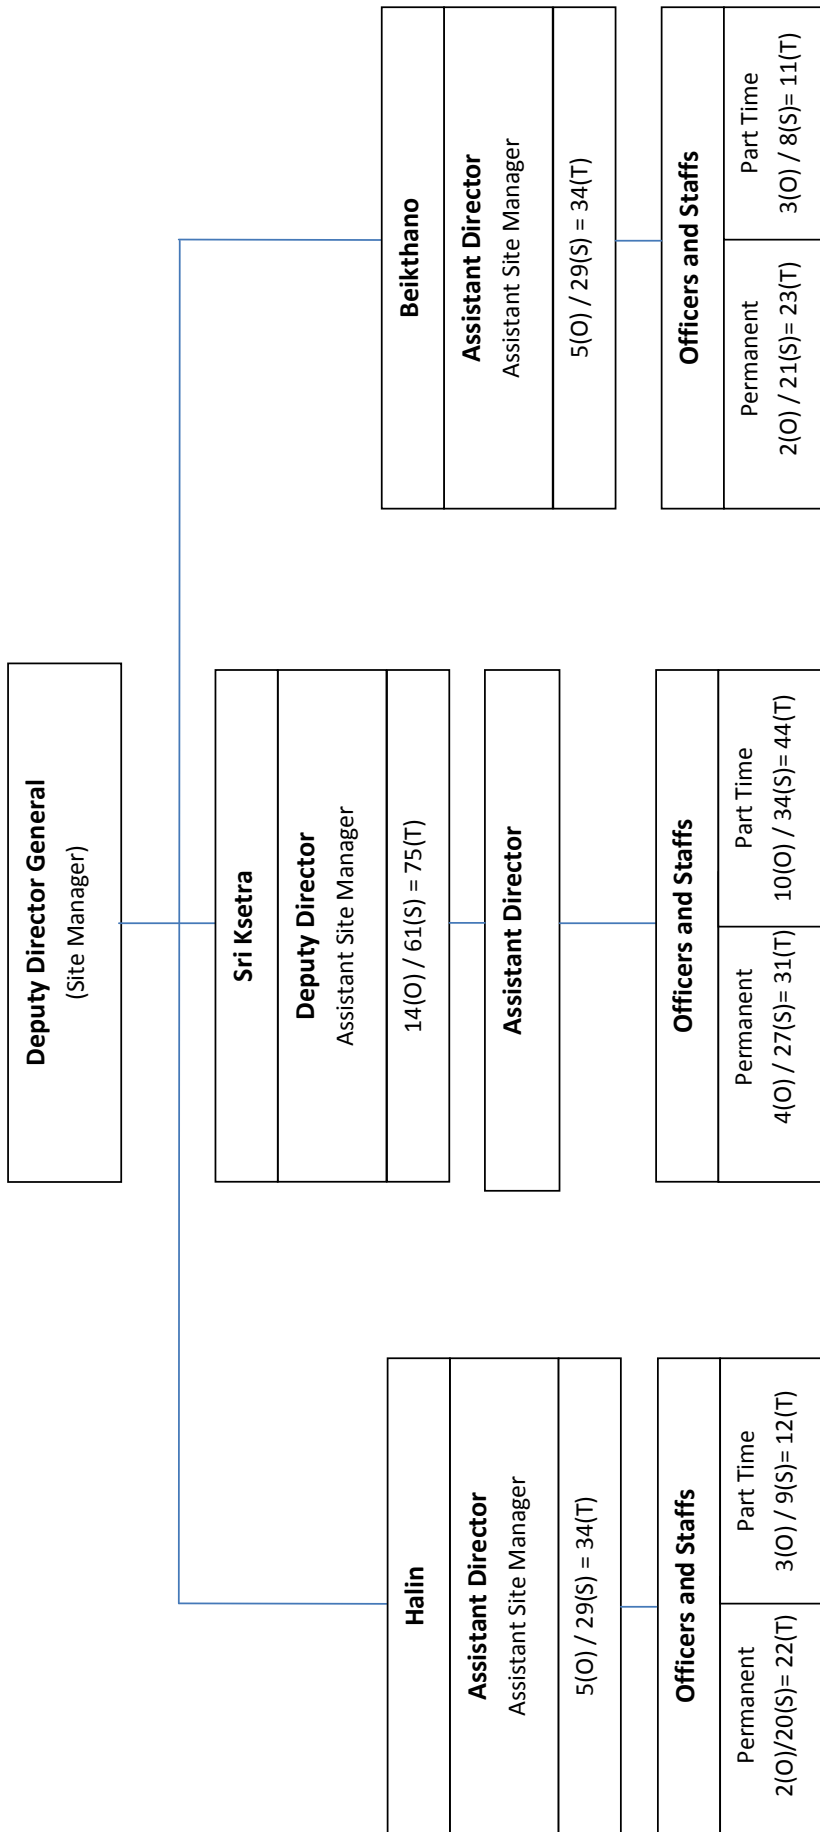 Deputy Director General
(Site Manager)
Halin
Assistant Director
Assistant Site Manager
5(O) / 29(S) = 34(T)
Officers and Staffs
Permanent
2(O)/20(S)= 22(T)
Part Time
3(O) / 9(S)= 12(T)
Sri Ksetra
Deputy Director
Assistant Site Manager
14(O) / 61(S) = 75(T)
Assistant Director
Officers and Staffs
Permanent
4(O) / 27(S)= 31(T)
Part Time
10(O) / 34(S)= 44(T)
Beikthano
Assistant Director
Assistant Site Manager
5(O) / 29(S) = 34(T)
Officers and Staffs
Permanent
2(O) / 21(S)= 23(T)
Part Time
3(O) / 8(S)= 11(T)